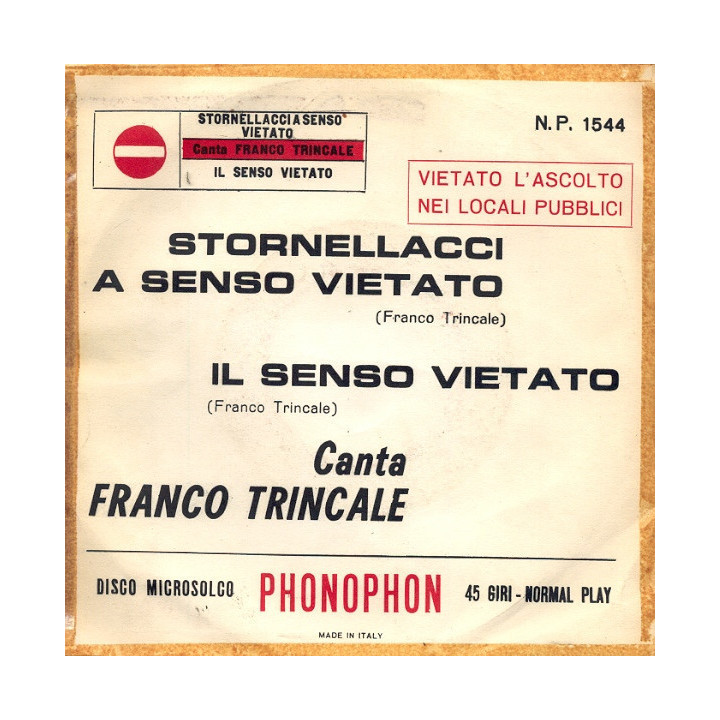 STORNELLACCI A SENSO
VIETATO
Canta FRANCO TRINCALE
IL SENSO VIETATO
N.P. 1544
VIETATO L'ASCOLTO
NEI LOCALI PUBBLICI
STORNELLACCI
A SENSO VIETATO
(Franco Trincale)
IL SENSO VIETATO
(Franco Trincale)
Canta
FRANCO TRINCALE
DISCO MICROSOLCO
PHONOPHON
45 GIRI - NORMAL PLAY
MADE IN ITALY